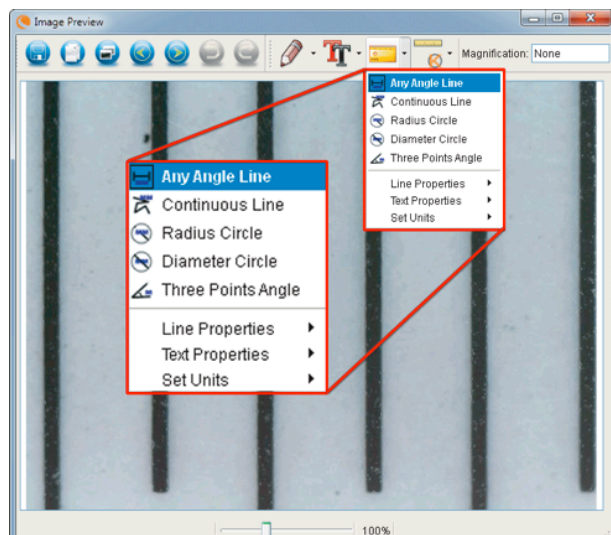 Image Preview
Magnification: None
Any Angle Line
Continuous Line
Radius Circle
Diameter Circle
Three Points Angle
Line Properties
Text Properties
Set Units
Any Angle Line
Continuous Line
Radius Circle
Diameter Circle
Three Points Angle
Line Properties
Text Properties
Set Units
100%